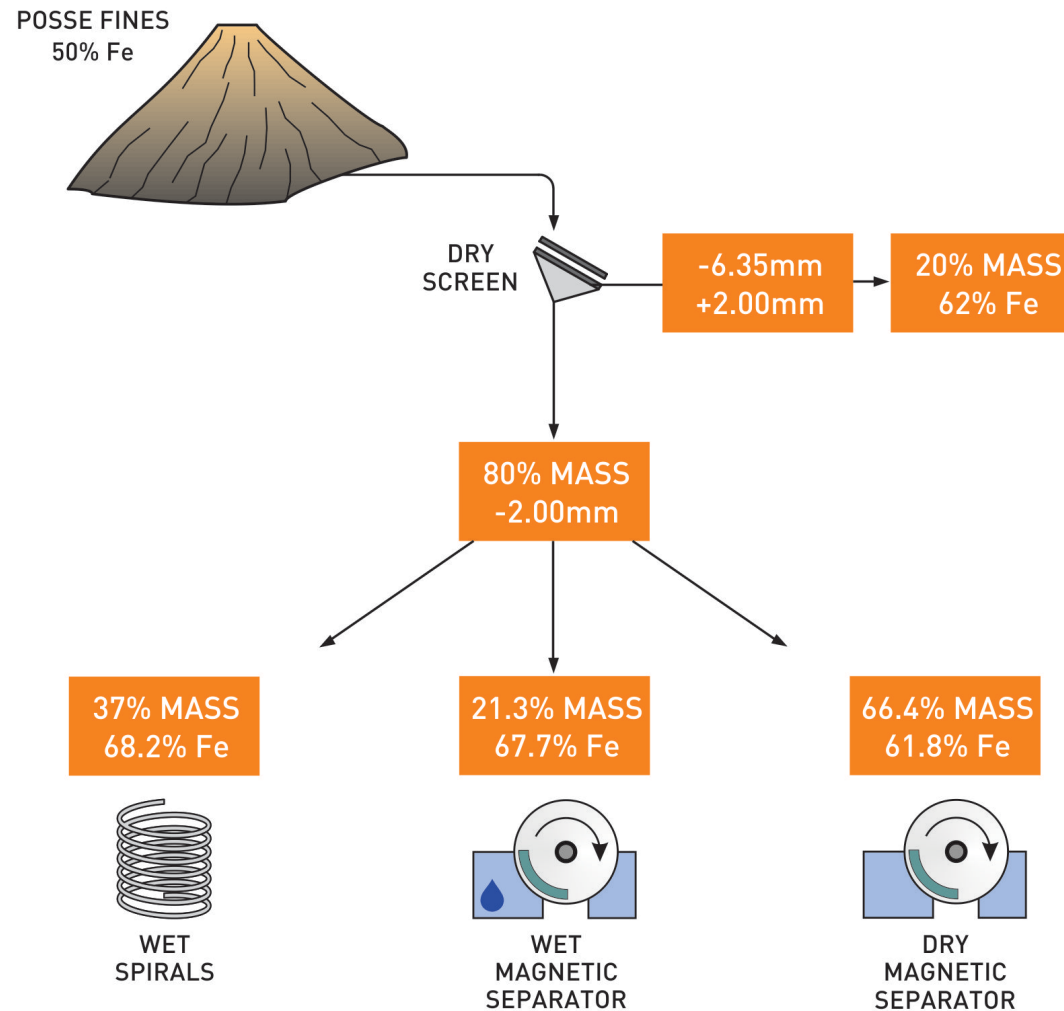 POSSE FINES
50% Fe
DRY
SCREEN
-6.35mm
+2.00mm
20% MASS
62% Fe
80% MASS
-2.00mm
37% MASS
68.2% Fe
21.3% MASS
67.7% Fe
66.4% MASS
61.8% Fe
WET
SPIRALS
WET
MAGNETIC
SEPARATOR
DRY
MAGNETIC
SEPARATOR